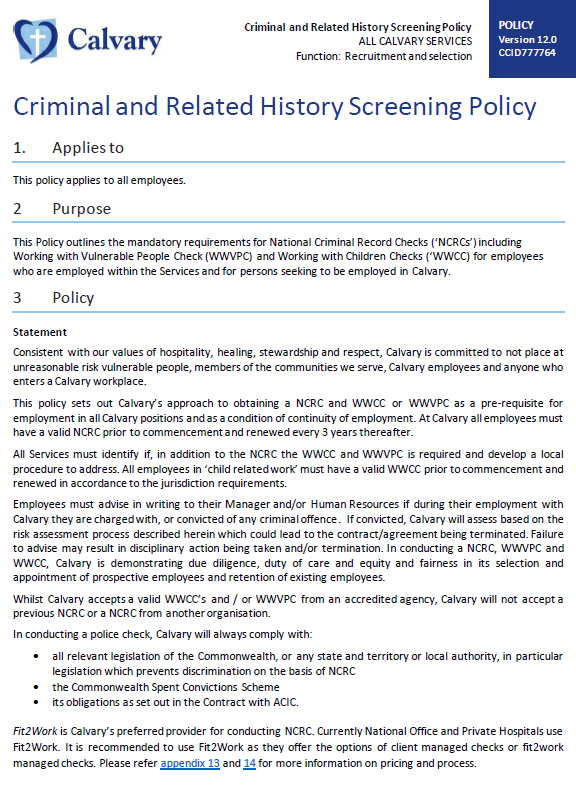 Calvary
Criminal and Related History Screening Policy
ALL CALVARY SERVICES
Function: Recruitment and selection
POLICY
Version 12.0
CCID777764
Criminal and Related History Screening Policy
1. Applies to
This policy applies to all employees.
2 Purpose
This Policy outlines the mandatory requirements for National Criminal Record Checks (‘NCRCs’) including
Working with Vulnerable People Check (WWVPC) and Working with Children Checks (‘WWCC) for employees
who are employed within the Services and for persons seeking to be employed in Calvary.
3 Policy
Statement
Consistent with our values of hospitality, healing, stewardship and respect, Calvary is committed to not place at
unreasonable risk vulnerable people, members of the communities we serve, Calvary employees and anyone who
enters a Calvary workplace.
This policy sets out Calvary’s approach to obtaining a NCRC and WWCC or WWVPC as a pre-requisite for
employment in all Calvary positions and as a condition of continuity of employment. At Calvary all employees must
have a valid NCRC prior to commencement and renewed every 3 years thereafter.
All Services must identify if, in addition to the NCRC the WWCC and WWVPC is required and develop a local
procedure to address. All employees in ‘child related work’ must have a valid WWCC prior to commencement and
renewed in accordance to the jurisdiction requirements.
Employees must advise in writing to their Manager and/or Human Resources if during their employment with
Calvary they are charged with, or convicted of any criminal offence. If convicted, Calvary will assess based on the
risk assessment process described herein which could lead to the contract/agreement being terminated. Failure
to advise may result in disciplinary action being taken and/or termination. In conducting a NCRC, WWVPC and
WWCC, Calvary is demonstrating due diligence, duty of care and equity and fairness in its selection and
appointment of prospective employees and retention of existing employees.
Whilst Calvary accepts a valid WWCC’s and / or WWVPC from an accredited agency, Calvary will not accept a
previous NCRC or a NCRC from another organisation.
In conducting a police check, Calvary will always comply with:
• all relevant legislation of the Commonwealth, or any state and territory or local authority, in particular
legislation which prevents discrimination on the basis of NCRC
• the Commonwealth Spent Convictions Scheme
• its obligations as set out in the Contract with ACIC.
Fit2Work is Calvary’s preferred provider for conducting NCRC. Currently National Office and Private Hospitals use
Fit2Work. It is recommended to use Fit2Work as they offer the options of client managed checks or fit2work
managed checks. Please refer appendix 13 and 14 for more information on pricing and process.